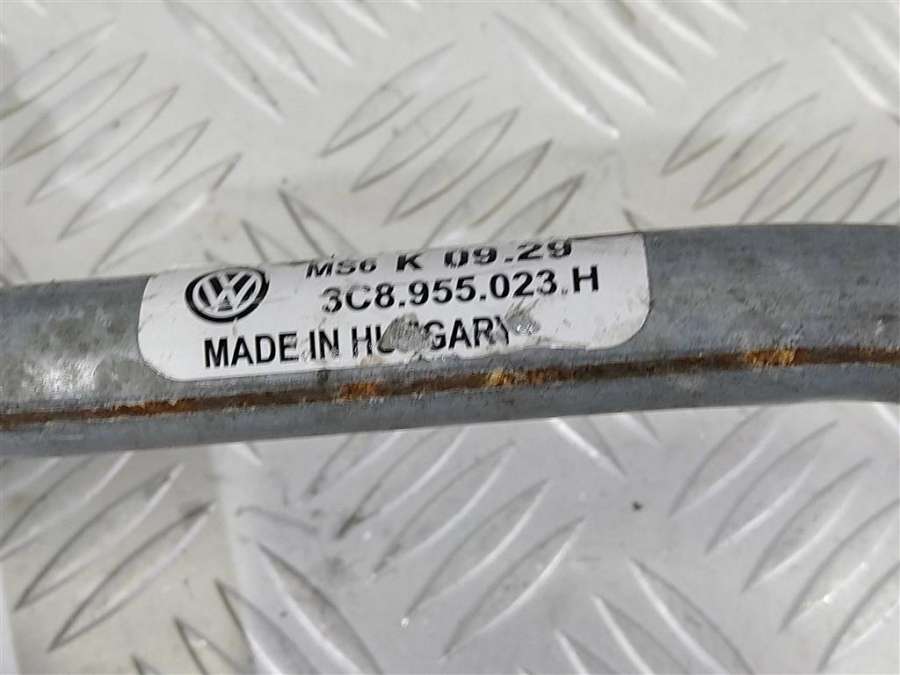 MS6 K 09.29
3C8.955.023.H
MADE IN HUNGARY